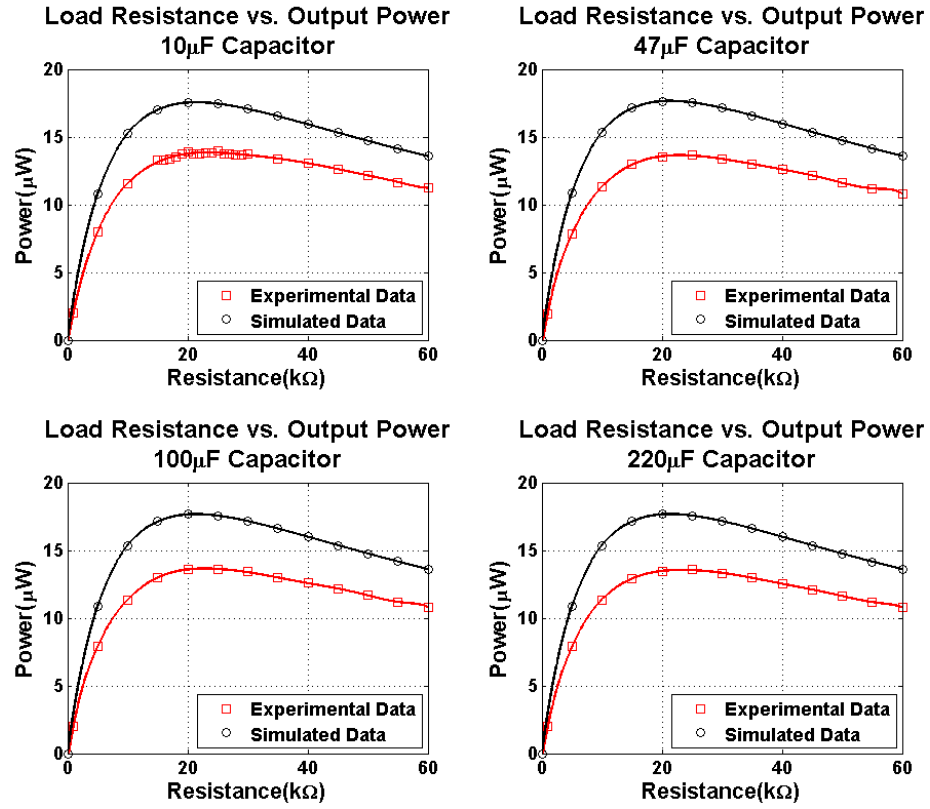 Load Resistance vs. Output Power
10μF Capacitor
20
15
10
5
0
Power(μW)
Experimental Data
Simulated Data
0 20 40 60
Resistance(kΩ)
Load Resistance vs. Output Power
47μF Capacitor
20
15
10
5
0
Power(μW)
Experimental Data
Simulated Data
0 20 40 60
Resistance(kΩ)
Load Resistance vs. Output Power
100μF Capacitor
20
15
10
5
0
Power(μW)
Experimental Data
Simulated Data
0 20 40 60
Resistance(kΩ)
Load Resistance vs. Output Power
220μF Capacitor
20
15
10
5
0
Power(μW)
Experimental Data
Simulated Data
0 20 40 60
Resistance(kΩ)